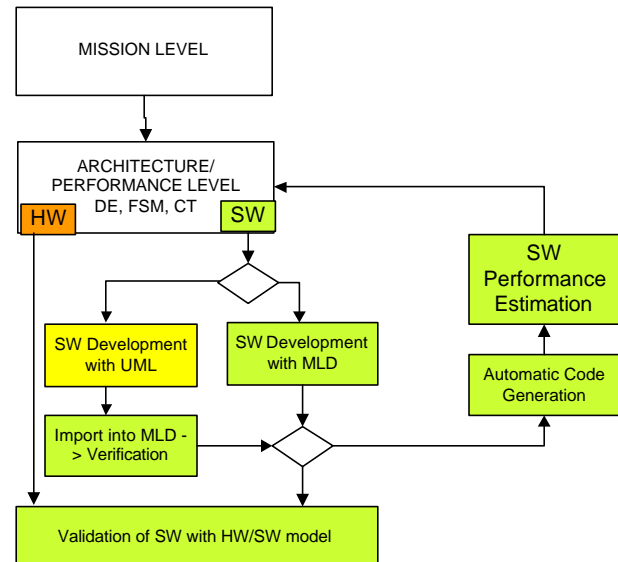 MISSION LEVEL
ARCHITECTURE/
PERFORMANCE LEVEL
DE, FSM, CT
HW
SW
SW
Performance
Estimation
SW Development
with UML
SW Development
with MLD
Automatic Code
Generation
Import into MLD -
> Verification
Validation of SW with HW/SW model